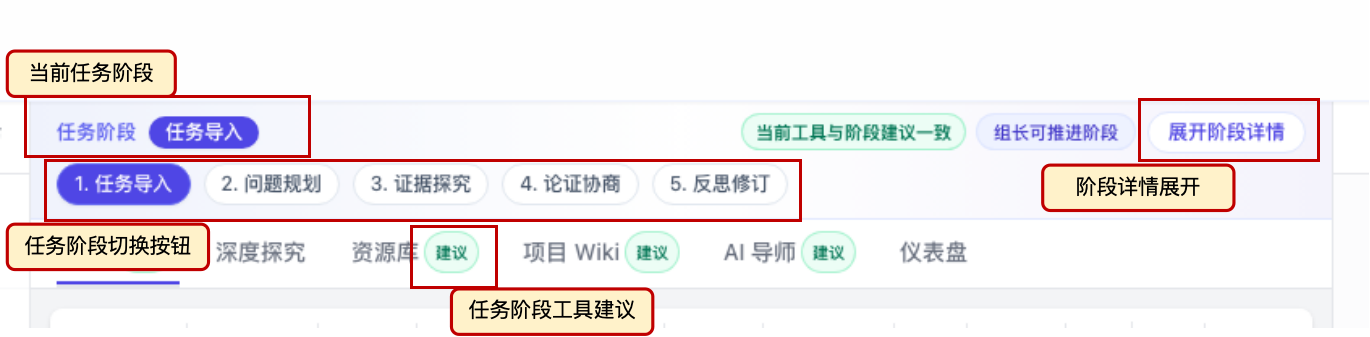 当前任务阶段
任务阶段 任务导入 当前工具与阶段建议一致 组长可推进阶段 展开阶段详情
1. 任务导入 2. 问题规划 3. 证据探究 4. 论证协商 5. 反思修订
阶段详情展开
任务阶段切换按钮
深度探究 资源库 建议 项目 Wiki 建议 AI 导师 建议 仪表盘
任务阶段工具建议